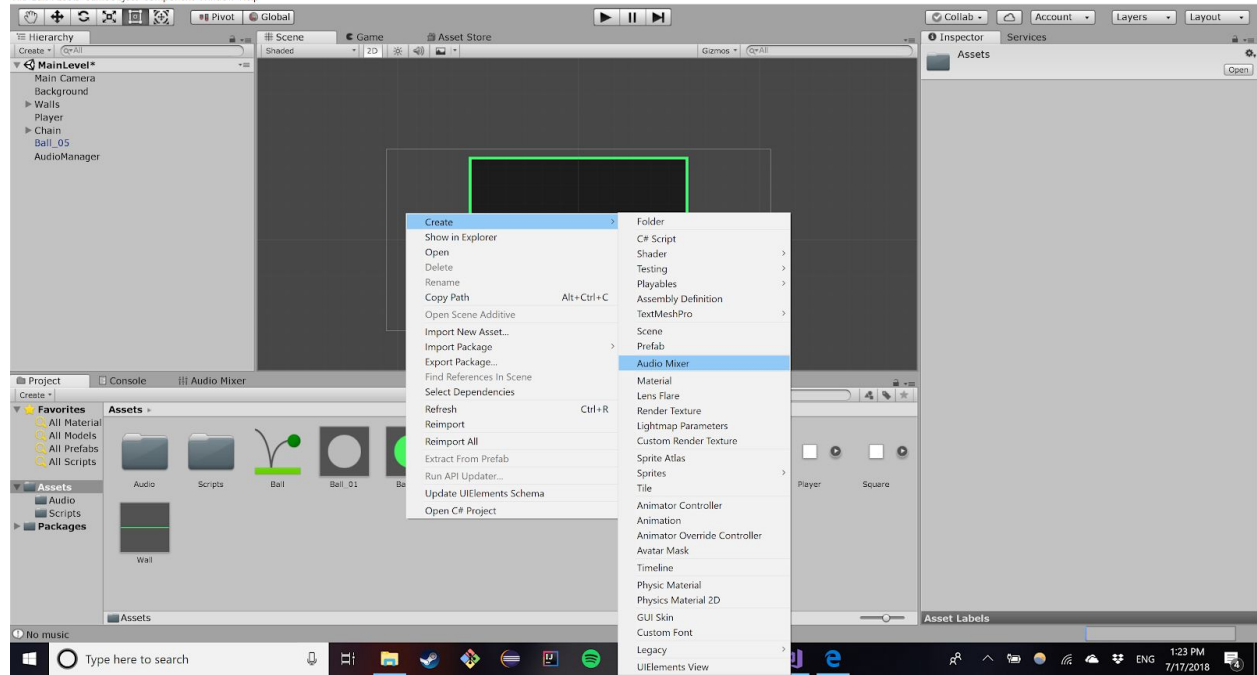 Pivot Global Collab Account Layers Layout
Hierarchy Scene Game Asset Store Inspector Services
Create All Shaded 2D Gizmos All Assets
Open
MainLevel*
Main Camera
Background
Walls
Player
Chain
Ball_05
AudioManager
Create
Show in Explorer
Open
Delete
Rename
Copy Path Alt+Ctrl+C
Open Scene Additive
Import New Asset...
Import Package
Export Package...
Find References In Scene
Select Dependencies
Refresh Ctrl+R
Reimport
Reimport All
Extract From Prefab
Run API Updater...
Update UIElements Schema
Open C# Project
Folder
C# Script
Shader
Testing
Playables
Assembly Definition
TextMeshPro
Scene
Prefab
Audio Mixer
Material
Lens Flare
Render Texture
Lightmap Parameters
Custom Render Texture
Sprite Atlas
Sprites
Tile
Animator Controller
Animation
Animator Override Controller
Avatar Mask
Timeline
Physic Material
Physics Material 2D
GUI Skin
Custom Font
Legacy
UIElements View
Project Console Audio Mixer
Create
Favorites
All Material
All Models
All Prefabs
All Scripts
Assets
Audio
Scripts
Packages
Assets
Audio Scripts Ball Ball_01 Ba Player Square
Wall
Assets
Asset Labels
No music
Type here to search
ENG
1:23 PM
7/17/2018
4